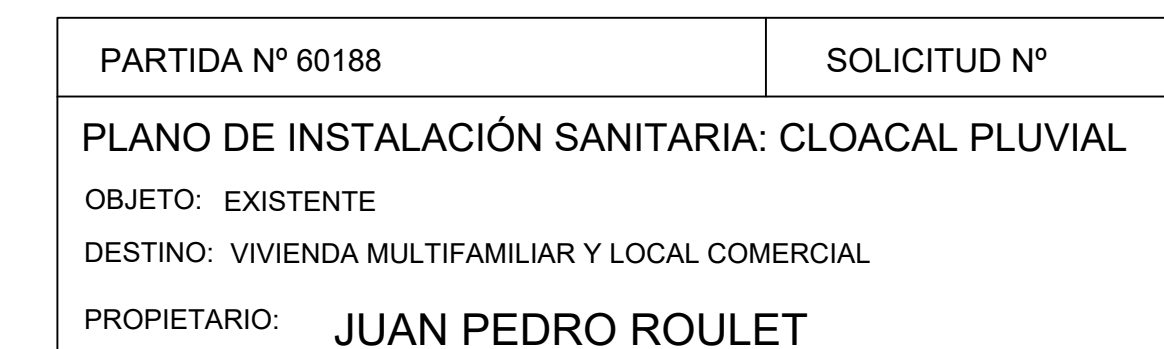 PARTIDA Nº 60188 SOLICITUD Nº
PLANO DE INSTALACIÓN SANITARIA: CLOACAL PLUVIAL
OBJETO: EXISTENTE
DESTINO: VIVIENDA MULTIFAMILIAR Y LOCAL COMERCIAL
PROPIETARIO: JUAN PEDRO ROULET